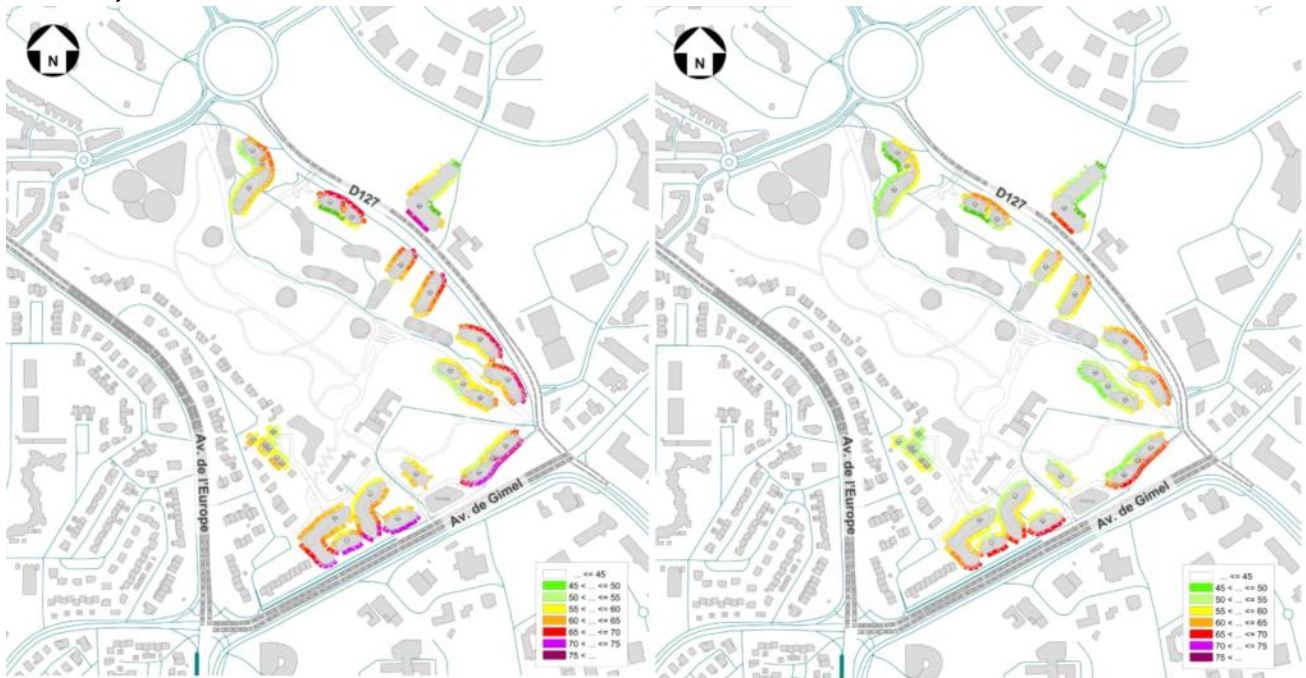 N
D127
Av. de l'Europe
Av. de Gimel
... <= 45
45 < ... <= 50
50 < ... <= 55
55 < ... <= 60
60 < ... <= 65
65 < ... <= 70
70 < ... <= 75
75 < ...
N
D127
Av. de l'Europe
Av. de Gimel
... <= 45
45 < ... <= 50
50 < ... <= 55
55 < ... <= 60
60 < ... <= 65
65 < ... <= 70
70 < ... <= 75
75 < ...